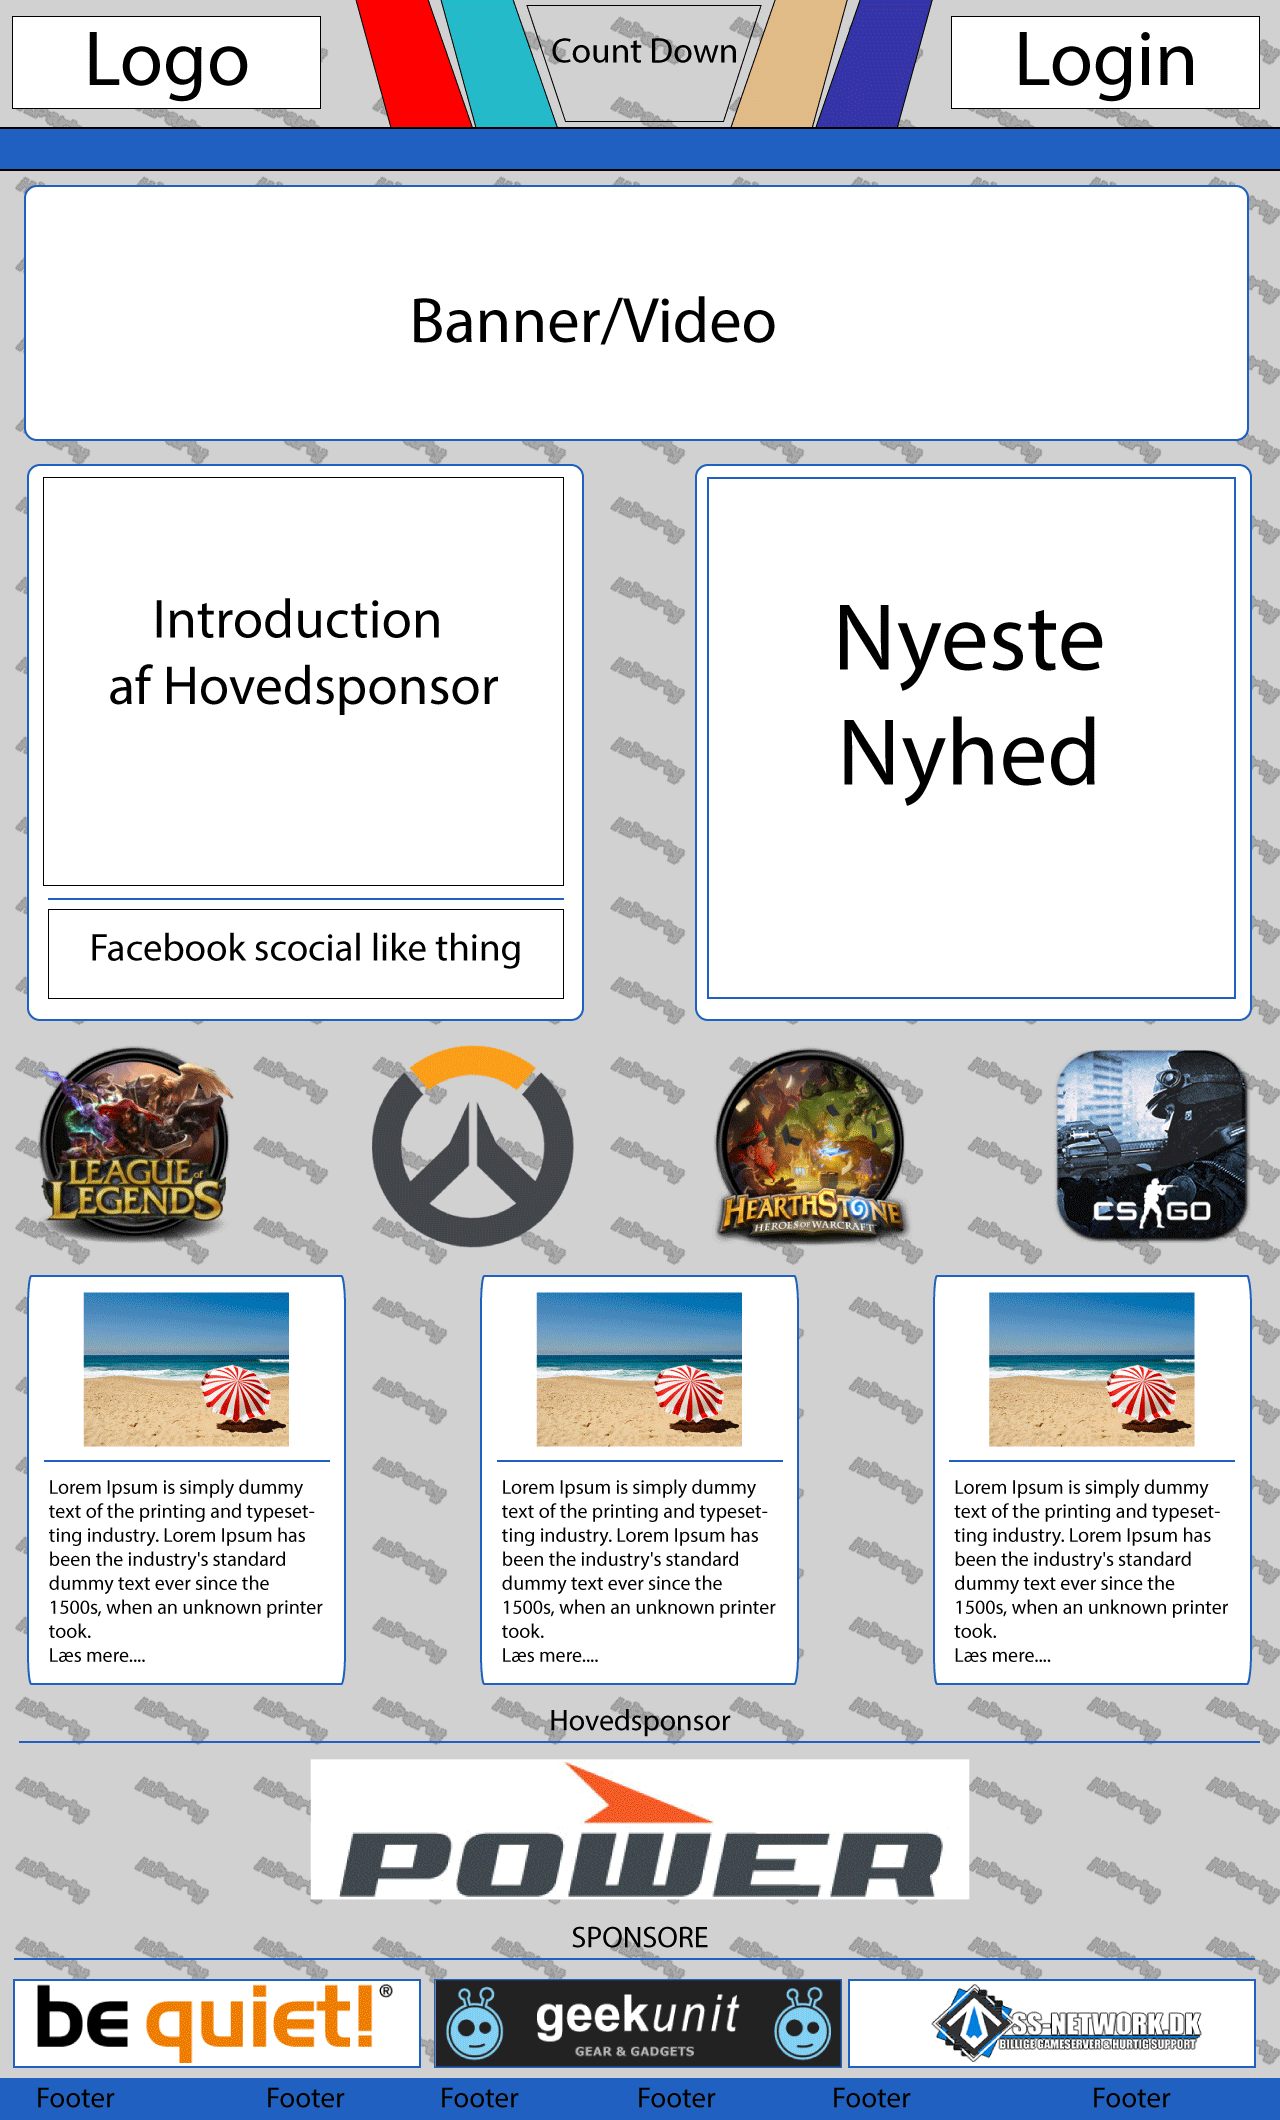 Logo
Count Down
Login
Banner/Video
Introduction
af Hovedsponsor
Nyeste
Nyhed
Facebook scocial like thing
LEAGUE of
LEGENDS
HEARTHSTONE
HEROES OF WARCRAFT
CS GO
Lorem Ipsum is simply dummy
text of the printing and typeset-
ting industry. Lorem Ipsum has
been the industry's standard
dummy text ever since the
1500s, when an unknown printer
took.
Læs mere....
Lorem Ipsum is simply dummy
text of the printing and typeset-
ting industry. Lorem Ipsum has
been the industry's standard
dummy text ever since the
1500s, when an unknown printer
took.
Læs mere....
Lorem Ipsum is simply dummy
text of the printing and typeset-
ting industry. Lorem Ipsum has
been the industry's standard
dummy text ever since the
1500s, when an unknown printer
took.
Læs mere....
Hovedsponsor
POWER
SPONSORE
be quiet!®
geekunit
GEAR & GADGETS
SS-NETWORK.DK
BILLIGE GAMESERVER & HURTIG SUPPORT
Footer Footer Footer Footer Footer Footer